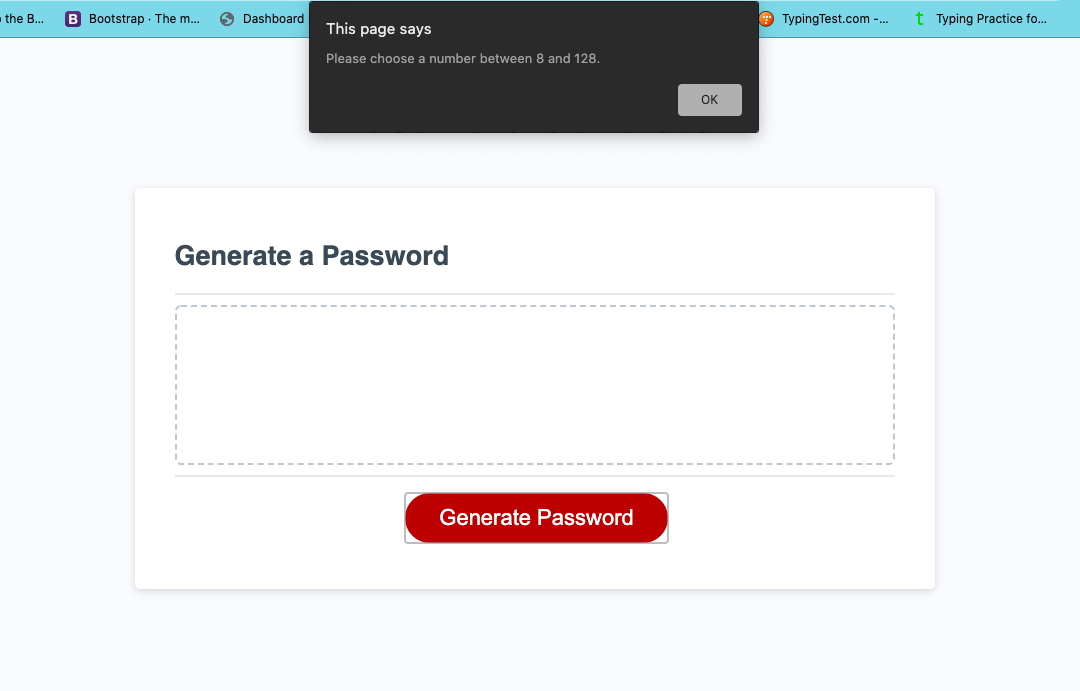 the B... B Bootstrap · The m... Dashboard TypingTest.com -... t Typing Practice fo...
This page says
Please choose a number between 8 and 128.
OK
Generate a Password
Generate Password